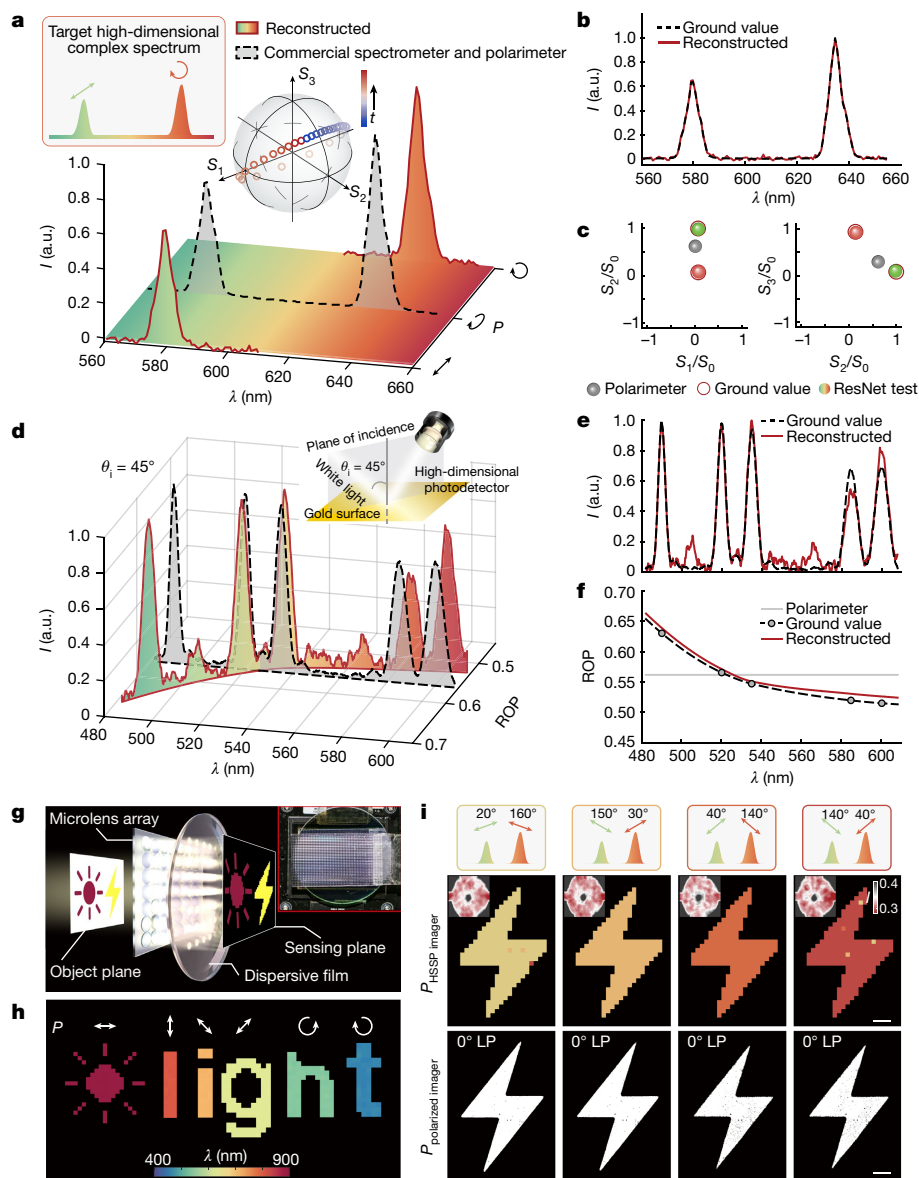 a
Target high-dimensional
complex spectrum
Reconstructed
Commercial spectrometer and polarimeter
S3
t
S1
S2
I (a.u.)
1.0
0.8
0.6
0.4
0.2
0
560
580
600
620
640
660
λ (nm)
P
b
Ground value
Reconstructed
I (a.u.)
1.0
0.5
0
560 580 600 620 640 660
λ (nm)
c
S2/S0
1
0
−1
−1 0 1
S1/S0
S3/S0
1
0
−1
−1 0 1
S2/S0
Polarimeter Ground value ResNet test
d
θi = 45°
Plane of incidence
θi = 45°
White light
High-dimensional
photodetector
Gold surface
I (a.u.)
1.0
0.8
0.6
0.4
0.2
0
480
500
520
540
560
580
600
λ (nm)
0.5
0.6
0.7
ROP
e
Ground value
Reconstructed
I (a.u.)
1.0
0.8
0.6
0.4
0.2
0
f
Polarimeter
Ground value
Reconstructed
ROP
0.65
0.60
0.55
0.50
0.45
480 500 520 540 560 580 600
λ (nm)
g
Microlens array
Object plane
Sensing plane
Dispersive film
h
P
light
λ (nm)
400 900
i
20° 160° 150° 30° 40° 140° 140° 40°
PHSSP imager
0.4
0.3
Ppolarized imager
0° LP 0° LP 0° LP 0° LP